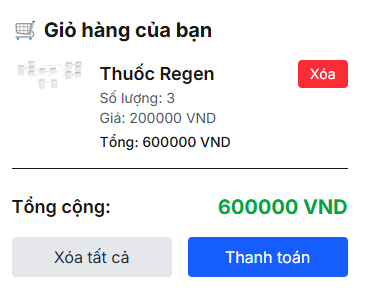 🛒 Giỏ hàng của bạn
Thuốc Regen
Xóa
Số lượng: 3
Giá: 200000 VND
Tổng: 600000 VND
Tổng cộng:
600000 VND
Xóa tất cả
Thanh toán